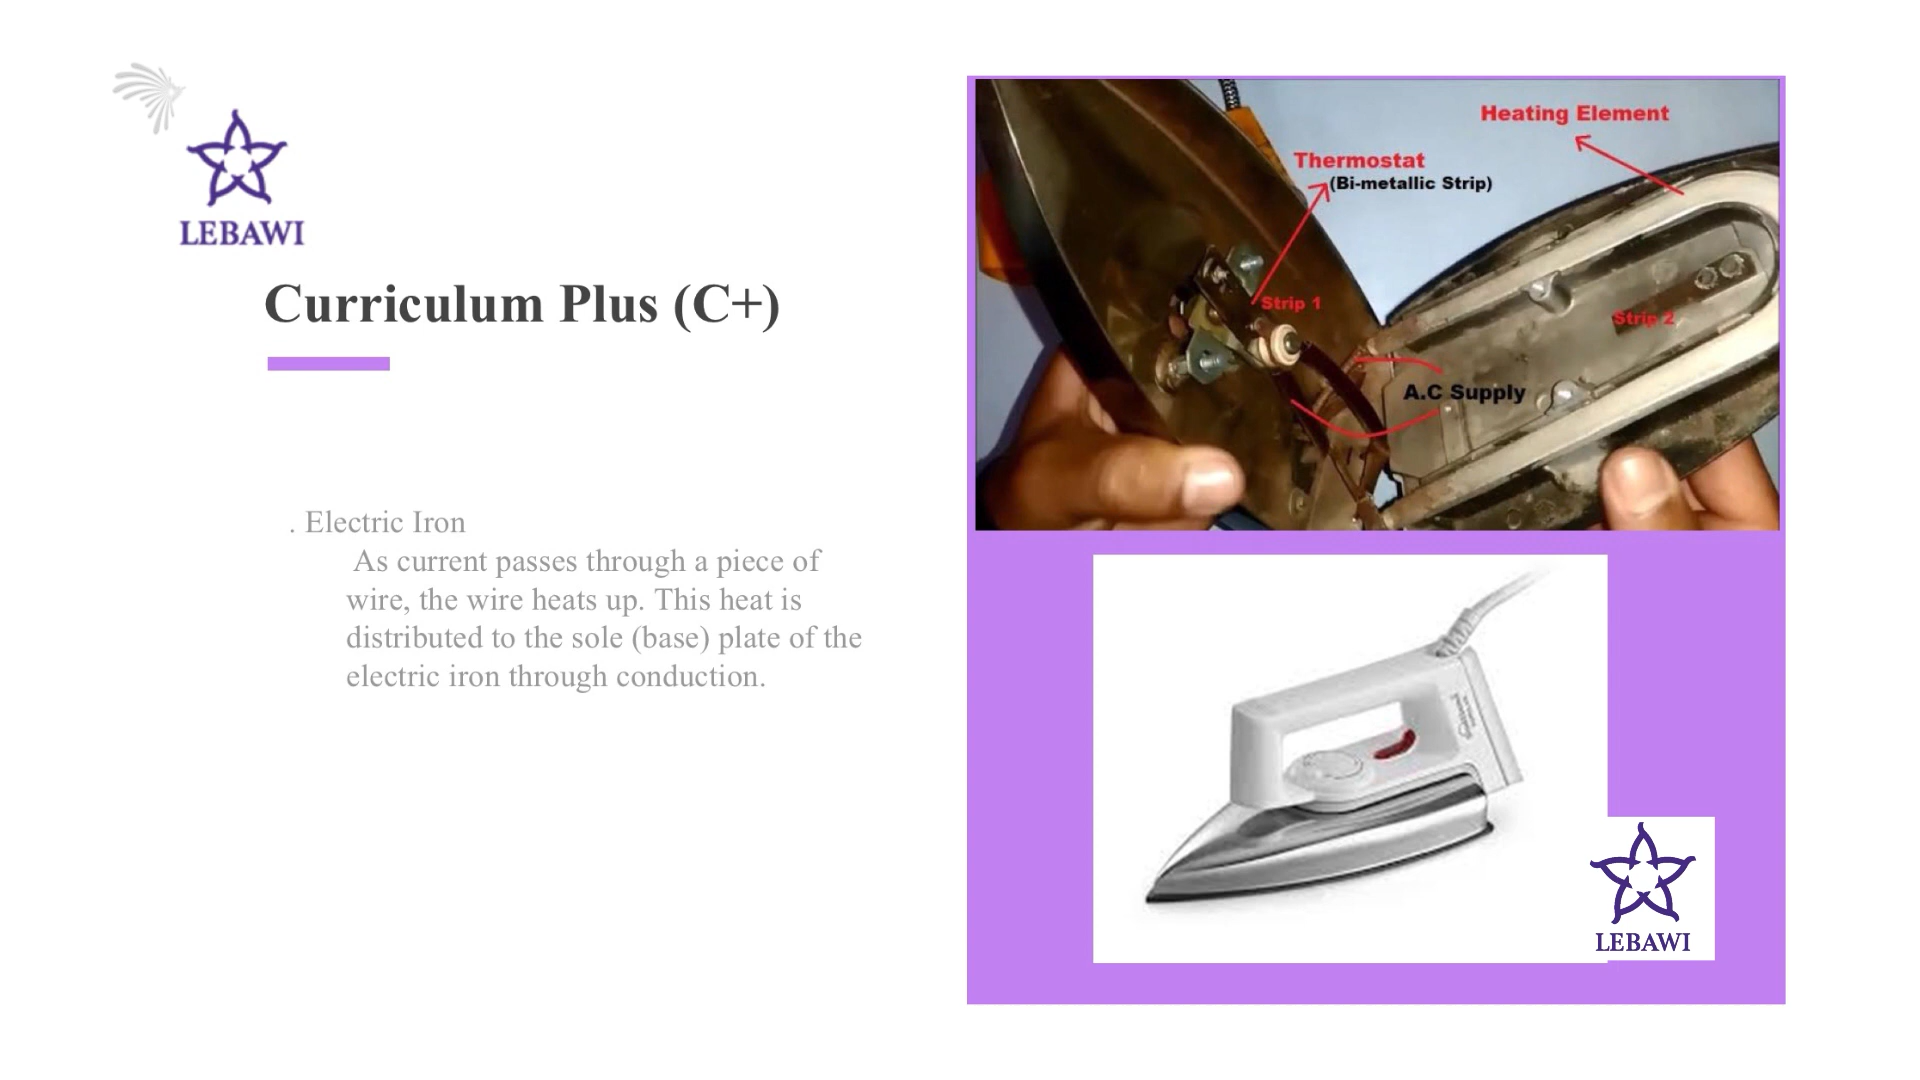 LEBAWI
Curriculum Plus (C+)
. Electric Iron
As current passes through a piece of
wire, the wire heats up. This heat is
distributed to the sole (base) plate of the
electric iron through conduction.
Heating Element
Thermostat
(Bi-metallic Strip)
Strip 1
Strip 2
A.C Supply
LEBAWI